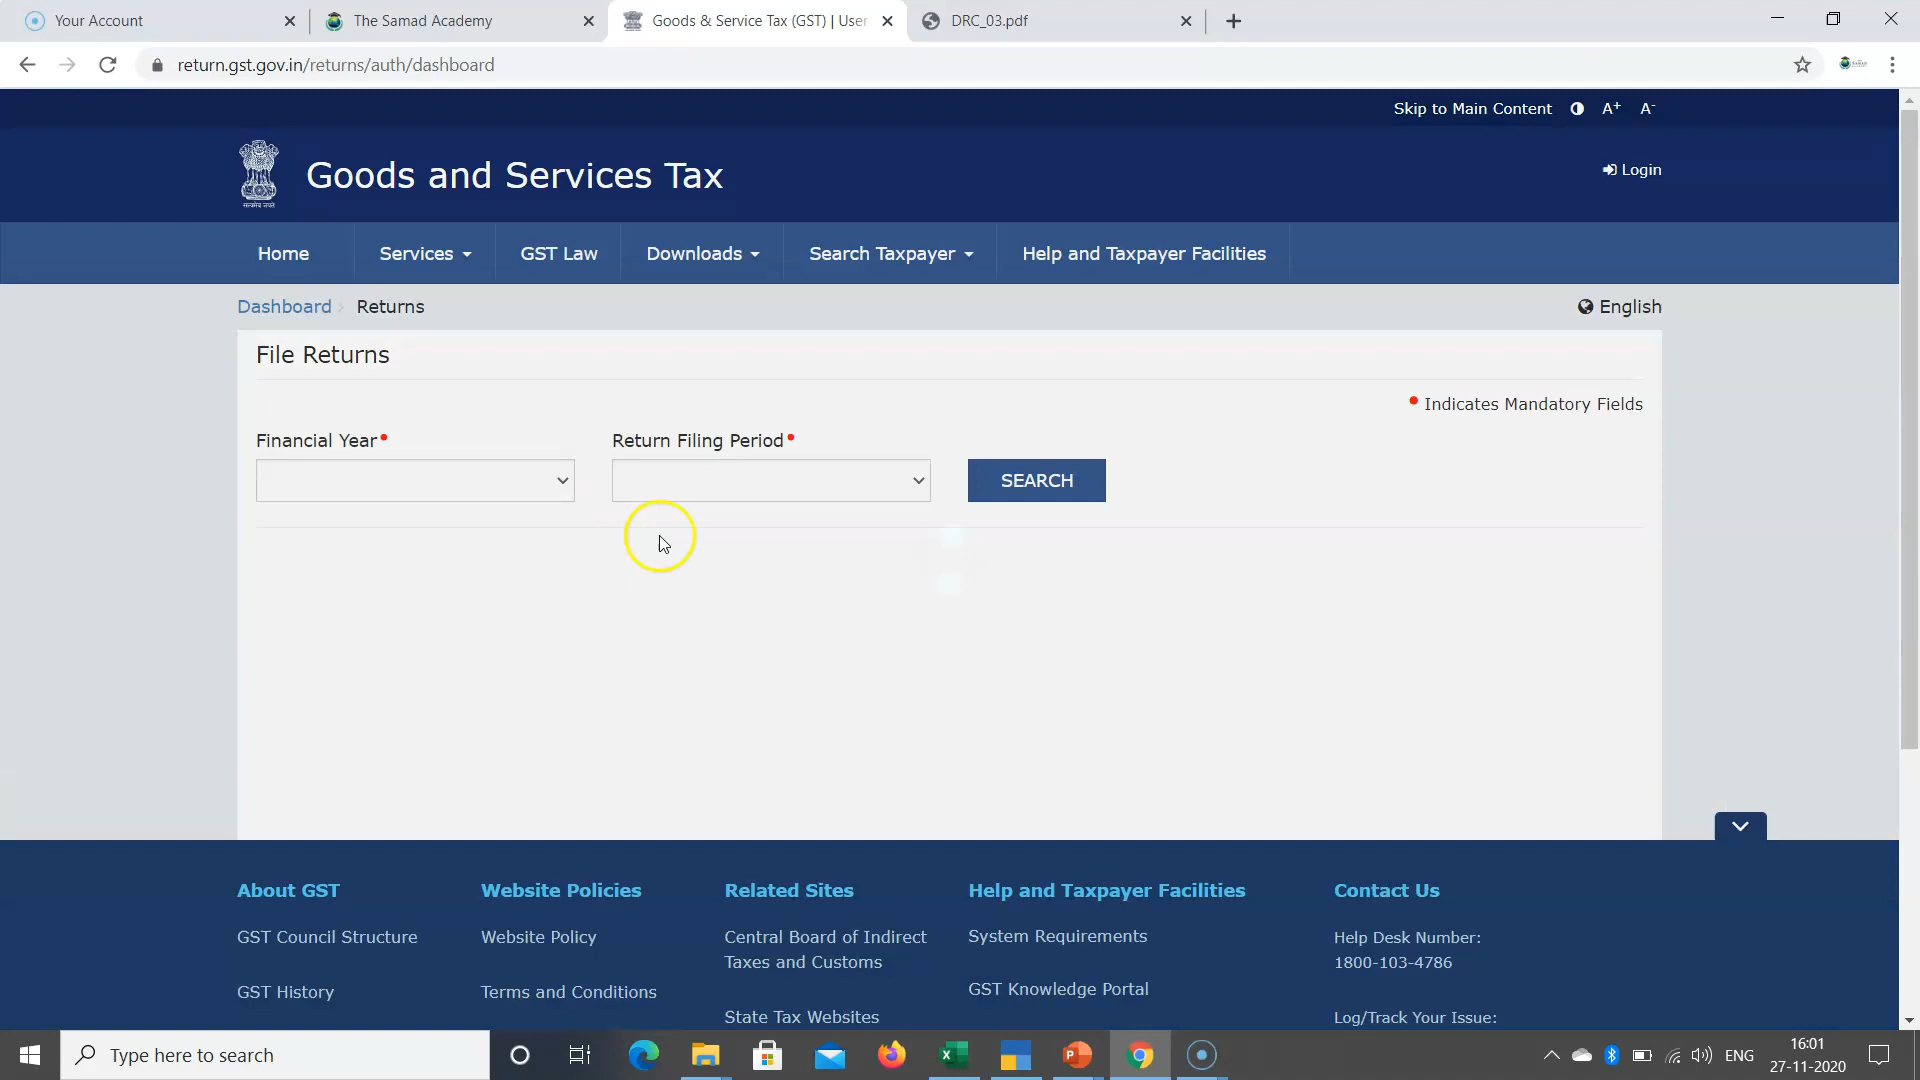 Your Account
The Samad Academy
Goods & Service Tax (GST) | User
DRC_03.pdf
return.gst.gov.in/returns/auth/dashboard
Skip to Main Content A+ A-
सत्यमेव जयते
Goods and Services Tax
Login
Home Services GST Law Downloads Search Taxpayer Help and Taxpayer Facilities
Dashboard Returns
English
File Returns
Indicates Mandatory Fields
Financial Year
Return Filing Period
SEARCH
About GST
GST Council Structure
GST History
Website Policies
Website Policy
Terms and Conditions
Related Sites
Central Board of Indirect
Taxes and Customs
State Tax Websites
Help and Taxpayer Facilities
System Requirements
GST Knowledge Portal
Contact Us
Help Desk Number:
1800-103-4786
Log/Track Your Issue:
Type here to search
ENG
16:01
27-11-2020